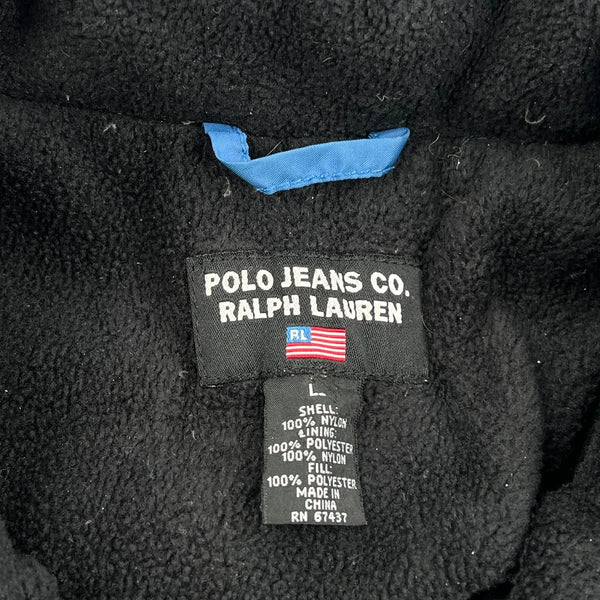 POLO JEANS CO.
RALPH LAUREN
RL
L
SHELL:
100% NYLON
LINING:
100% POLYESTER
100% NYLON
FILL:
100% POLYESTER
MADE IN
CHINA
RN 67437